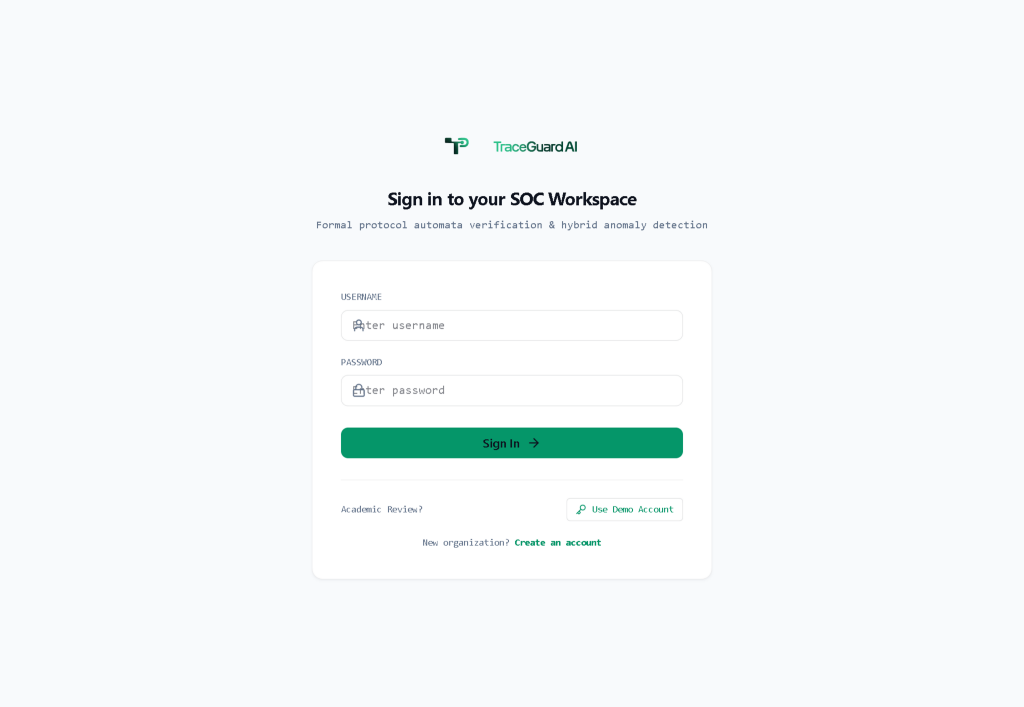 TraceGuard AI
Sign in to your SOC Workspace
Formal protocol automata verification & hybrid anomaly detection
USERNAME
ter username
PASSWORD
ter password
Sign In
Academic Review?
Use Demo Account
New organization? Create an account